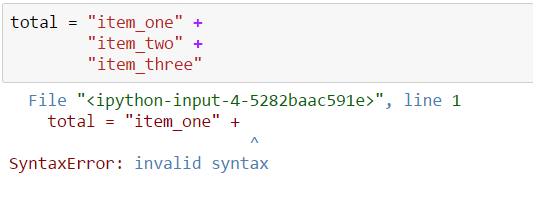 total = "item_one" +
        "item_two" +
        "item_three"
  File "<ipython-input-4-5282baac591e>", line 1
    total = "item_one" +
                         ^
SyntaxError: invalid syntax